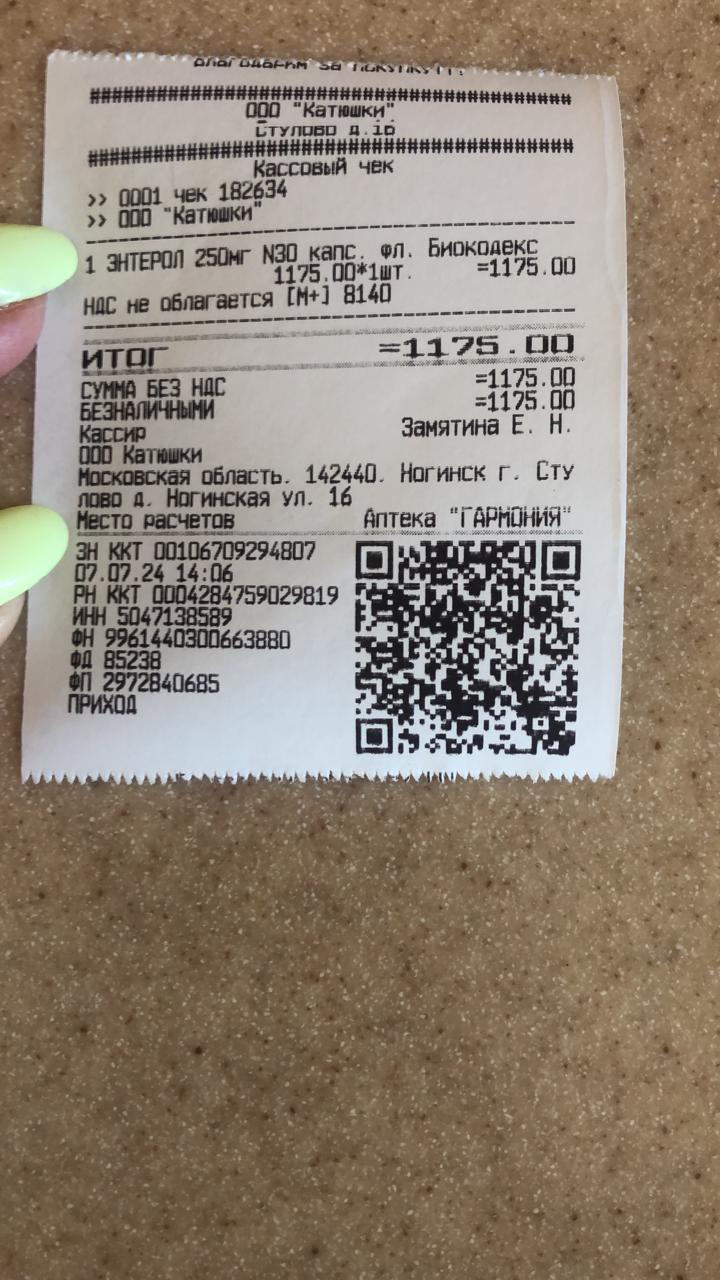 Благодарим за покупку!!!
########################################
ООО "Катюшки"
Стулово д.16
########################################
Кассовый чек
>> 0001 чек 182634
>> ООО "Катюшки"
1 ЭНТЕРОЛ 250мг N30 капс. фл. Биокодекс
1175.00*1шт. =1175.00
НДС не облагается [М+] 8140
ИТОГ =1175.00
СУММА БЕЗ НДС =1175.00
БЕЗНАЛИЧНЫМИ =1175.00
Кассир Замятина Е. Н.
ООО Катюшки
Московская область. 142440. Ногинск г. Сту
лово д. Ногинская ул. 16
Место расчетов Аптека "ГАРМОНИЯ"
ЗН ККТ 00106709294807
07.07.24 14:06
РН ККТ 0004284759029819
ИНН 5047138589
ФН 9961440300663880
ФД 85238
ФП 2972840685
ПРИХОД